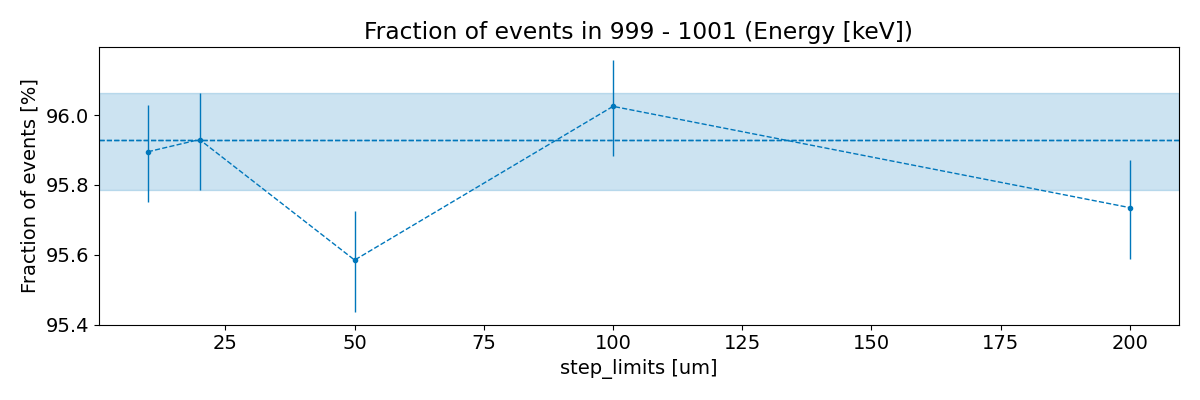 Fraction of events in 999 - 1001 (Energy [keV])
Fraction of events [%]
96.0
95.8
95.6
95.4
25 50 75 100 125 150 175 200
step_limits [um]